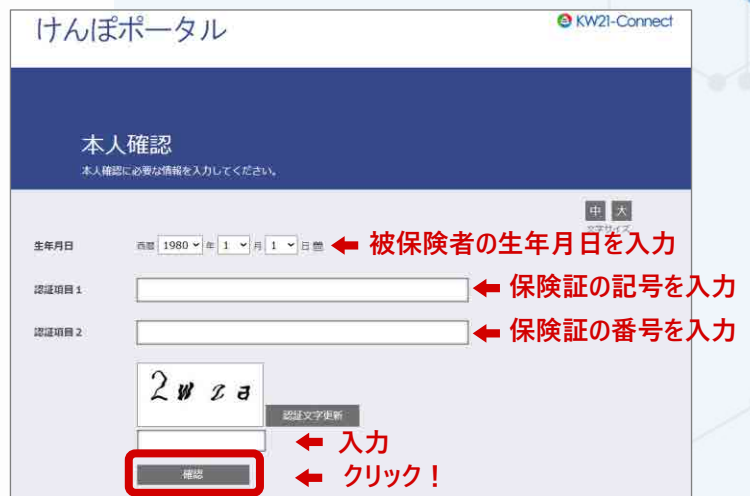 けんぽポータル
KW21-Connect
本人確認
本人確認に必要な情報を入力してください。
中 大
文字サイズ
生年月日 西暦 1980 年 1 月 1 日 被保険者の生年月日を入力
認証項目1 保険証の記号を入力
認証項目2 保険証の番号を入力
2wza
認証文字更新
入力
確認 クリック！